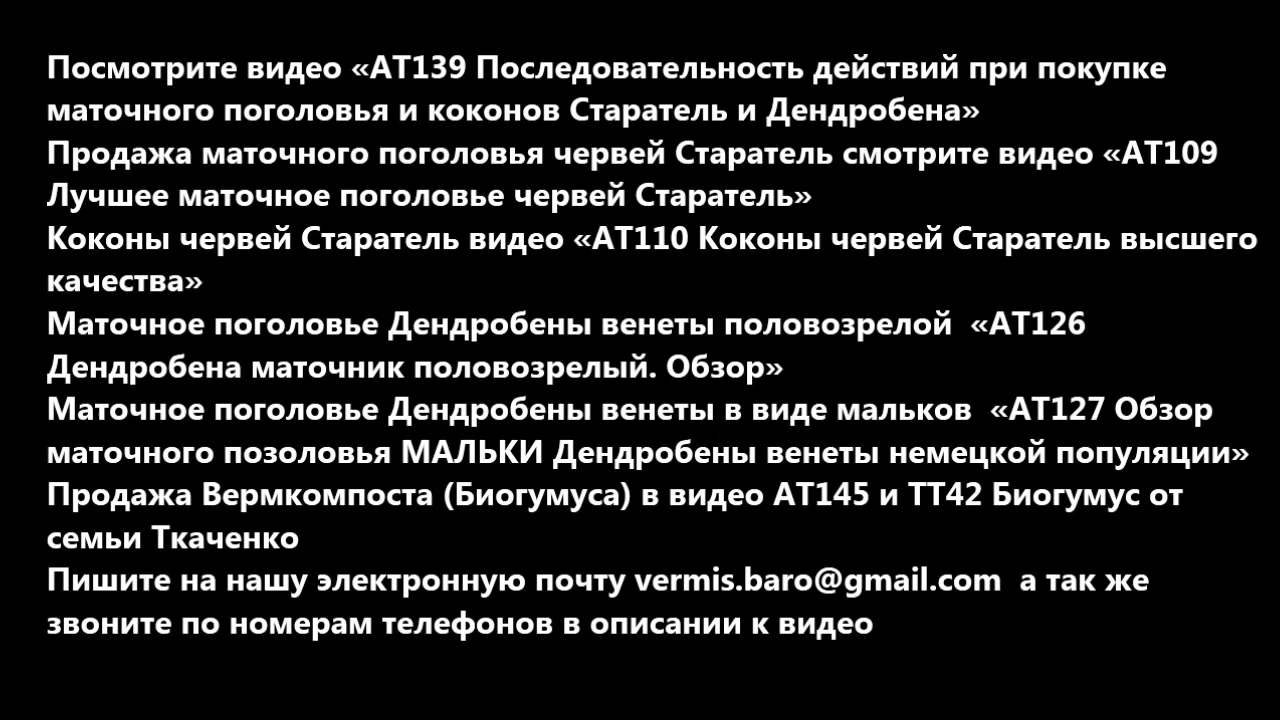 Посмотрите видео «АТ139 Последовательность действий при покупке
маточного поголовья и коконов Старатель и Дендробена»
Продажа маточного поголовья червей Старатель смотрите видео «АТ109
Лучшее маточное поголовье червей Старатель»
Коконы червей Старатель видео «АТ110 Коконы червей Старатель высшего
качества»
Маточное поголовье Дендробены венеты половозрелой «АТ126
Дендробена маточник половозрелый. Обзор»
Маточное поголовье Дендробены венеты в виде мальков «АТ127 Обзор
маточного позоловья МАЛЬКИ Дендробены венеты немецкой популяции»
Продажа Вермкомпоста (Биогумуса) в видео АТ145 и ТТ42 Биогумус от
семьи Ткаченко
Пишите на нашу электронную почту vermis.baro@gmail.com а так же
звоните по номерам телефонов в описании к видео